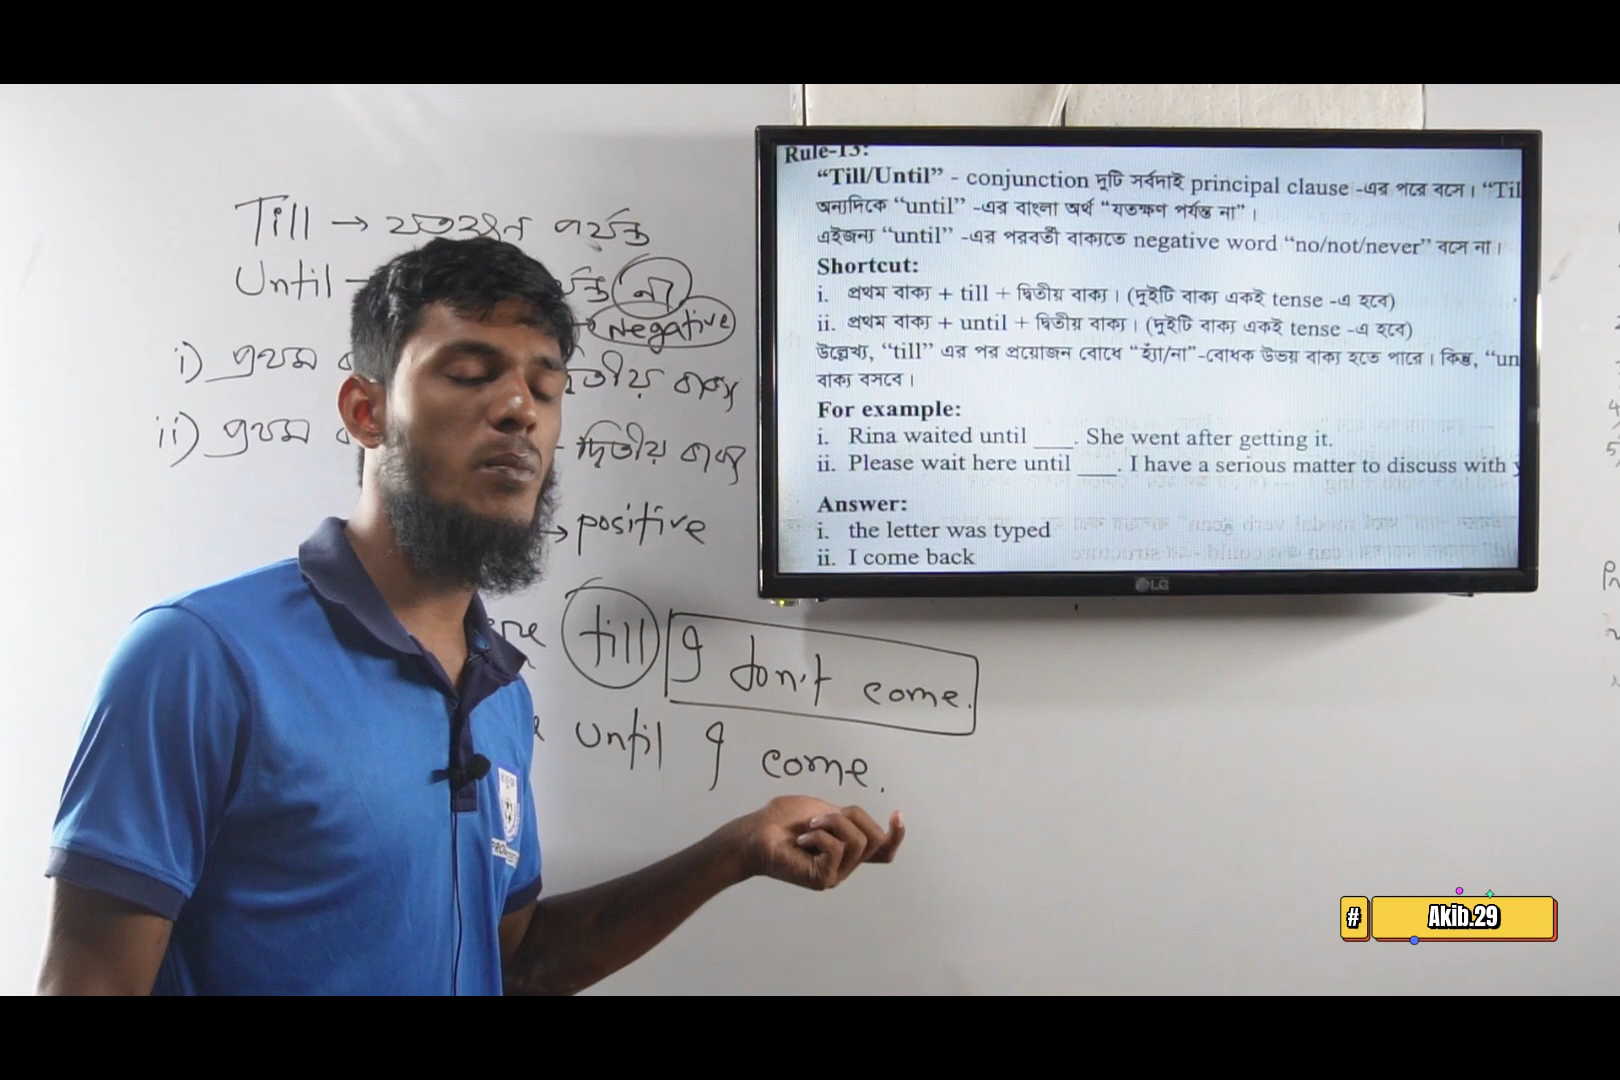 Rule-13:
“Till/Until” - conjunction দুটি সর্বদাই principal clause -এর পরে বসে। “Til
অন্যদিকে “until” -এর বাংলা অর্থ “যতক্ষণ পর্যন্ত না”।
এইজন্য “until” -এর পরবর্তী বাক্যতে negative word “no/not/never” বসে না।
Shortcut:
i. প্রথম বাক্য + till + দ্বিতীয় বাক্য। (দুইটি বাক্য একই tense -এ হবে)
ii. প্রথম বাক্য + until + দ্বিতীয় বাক্য। (দুইটি বাক্য একই tense -এ হবে)
উল্লেখ্য, “till” এর পর প্রয়োজন বোধে “হ্যাঁ/না”-বোধক উভয় বাক্য হতে পারে। কিন্তু, “un
বাক্য বসবে।
For example:
i. Rina waited until ___. She went after getting it.
ii. Please wait here until ___. I have a serious matter to discuss with y
Answer:
i. the letter was typed
ii. I come back
LG
Till → যতক্ষণ পর্যন্ত
Until না
Negative
i) প্রথম দ্বিতীয় বাক্য
ii) প্রথম দ্বিতীয় বাক্য
→ positive
till I don't come.
until I come.
# Akib.29